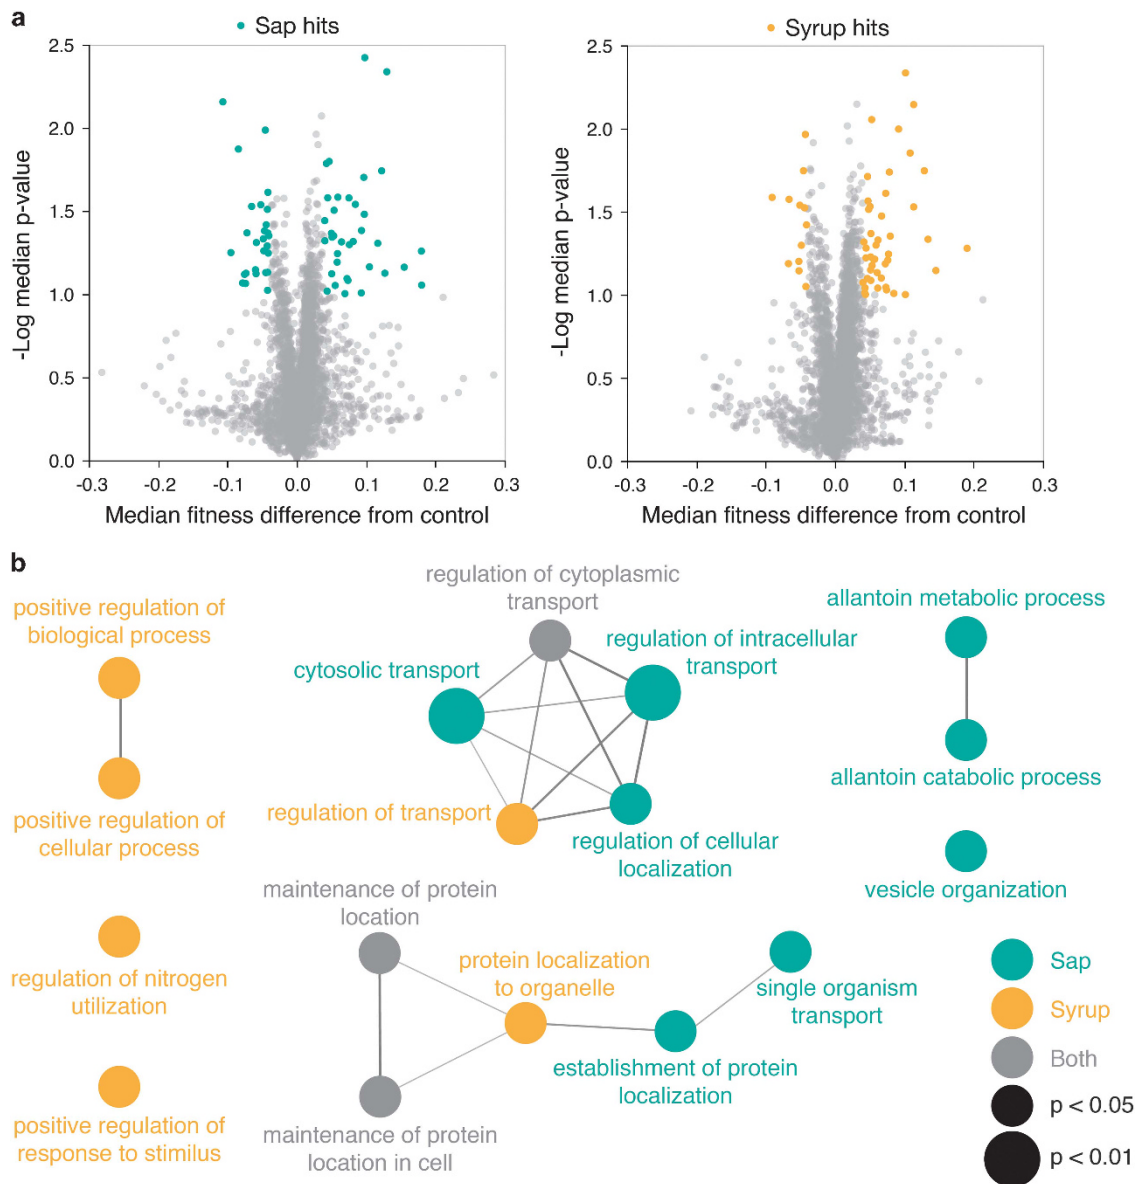 a
Sap hits
Syrup hits
2.5
2.0
1.5
1.0
0.5
0.0
-Log median p-value
-0.3
-0.2
-0.1
0.0
0.1
0.2
0.3
Median fitness difference from control
2.5
2.0
1.5
1.0
0.5
0.0
-Log median p-value
-0.3
-0.2
-0.1
0.0
0.1
0.2
0.3
Median fitness difference from control
b
positive regulation of
biological process
positive regulation of
cellular process
regulation of nitrogen
utilization
positive regulation of
response to stimulus
regulation of cytoplasmic
transport
cytosolic transport
regulation of intracellular
transport
regulation of transport
regulation of cellular
localization
maintenance of protein
location
protein localization
to organelle
single organism
transport
establishment of protein
localization
maintenance of protein
location in cell
allantoin metabolic process
allantoin catabolic process
vesicle organization
Sap
Syrup
Both
p < 0.05
p < 0.01